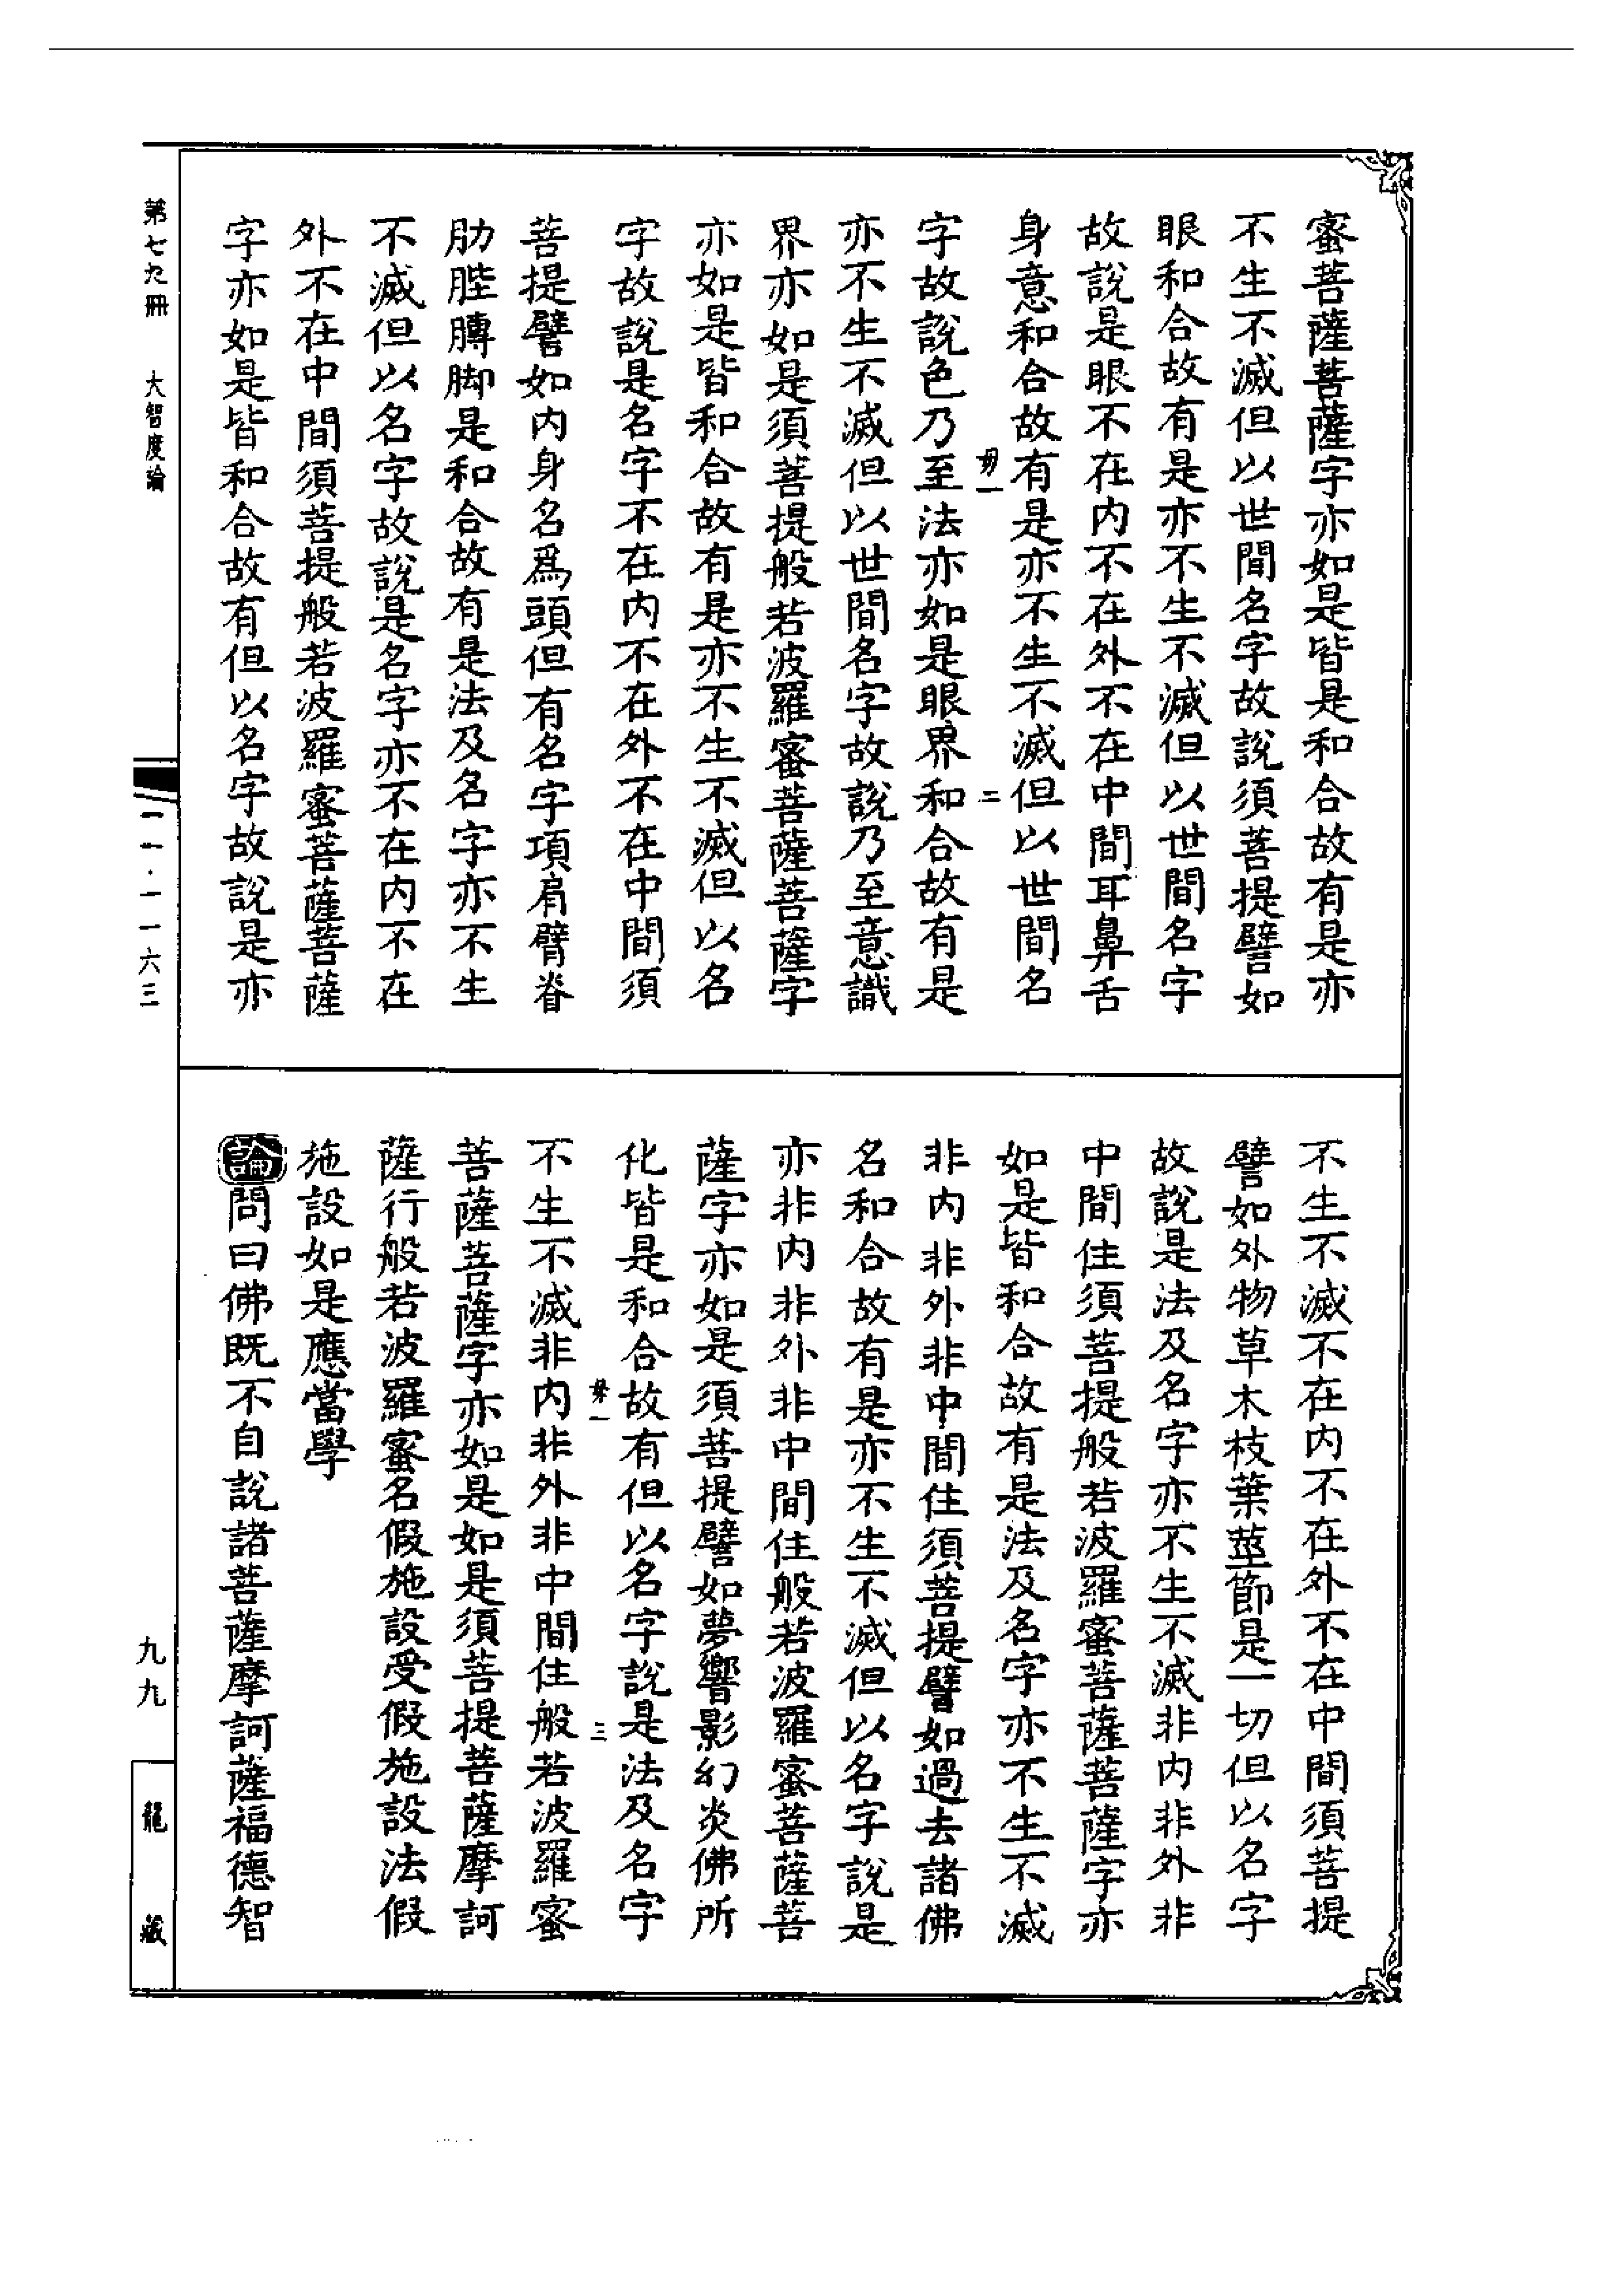 蜜菩薩菩薩字亦如是皆是和合故有是亦
不生不滅但以世間名字故說須菩提譬如
眼和合故有是亦不生不滅但以世間名字
故說是眼不在內不在外不在中間耳鼻舌
身意和合故有是亦不生不滅但以世間名
字故說色乃至法亦如是眼界和合故有是
亦不生不滅但以世間名字故說乃至意識
界亦如是須菩提般若波羅蜜菩薩菩薩字
亦如是皆和合故有是亦不生不滅但以名
字故說是名字不在內不在外不在中間須
菩提譬如內身名爲頭但有名字項肩臂脊
肋䏶膞脚是和合故有是法及名字亦不生
不滅但以名字故說是名字亦不在內不在
外不在中間須菩提般若波羅蜜菩薩菩薩
字亦如是皆和合故有但以名字故說是亦
不生不滅不在內不在外不在中間須菩提
譬如外物草木枝葉莖節是一切但以名字
故說是法及名字亦不生不滅非內非外非
中間住須菩提般若波羅蜜菩薩菩薩字亦
如是皆和合故有是法及名字亦不生不滅
非內非外非中間住須菩提譬如過去諸佛
名和合故有是亦不生不滅但以名字說是
亦非內非外非中間住般若波羅蜜菩薩菩
薩字亦如是須菩提譬如夢響影幻炎佛所
化皆是和合故有但以名字說是法及名字
不生不滅非內非外非中間住般若波羅蜜
菩薩菩薩字亦如是如是須菩提菩薩摩訶
薩行般若波羅蜜名假施設受假施設法假
施設如是應當學
論問曰佛既不自說諸菩薩摩訶薩福德智
第七九冊 大智度論
一一·一一六三
九九
龍藏
二
三